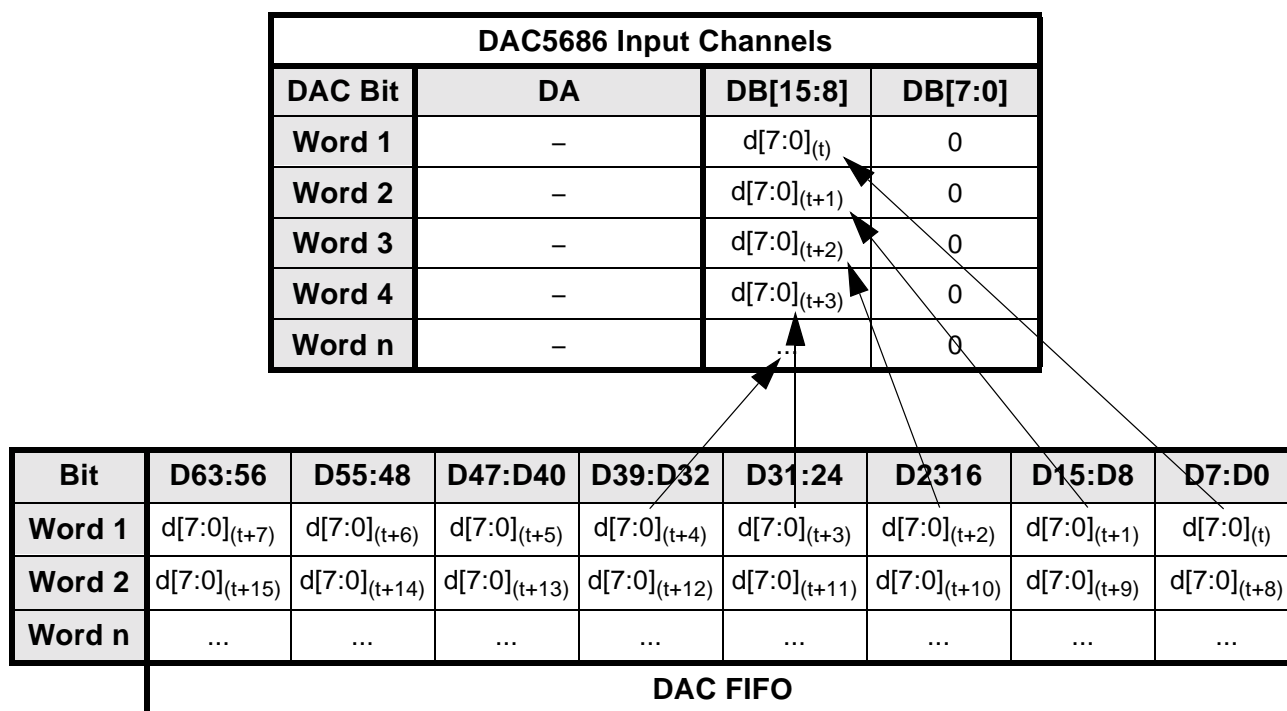 DAC5686 Input Channels
DAC Bit DA DB[15:8] DB[7:0]
Word 1 – d[7:0](t) 0
Word 2 – d[7:0](t+1) 0
Word 3 – d[7:0](t+2) 0
Word 4 – d[7:0](t+3) 0
Word n – ... 0
Bit D63:56 D55:48 D47:D40 D39:D32 D31:24 D2316 D15:D8 D7:D0
Word 1 d[7:0](t+7) d[7:0](t+6) d[7:0](t+5) d[7:0](t+4) d[7:0](t+3) d[7:0](t+2) d[7:0](t+1) d[7:0](t)
Word 2 d[7:0](t+15) d[7:0](t+14) d[7:0](t+13) d[7:0](t+12) d[7:0](t+11) d[7:0](t+10) d[7:0](t+9) d[7:0](t+8)
Word n ... ... ... ... ... ... ... ...
DAC FIFO